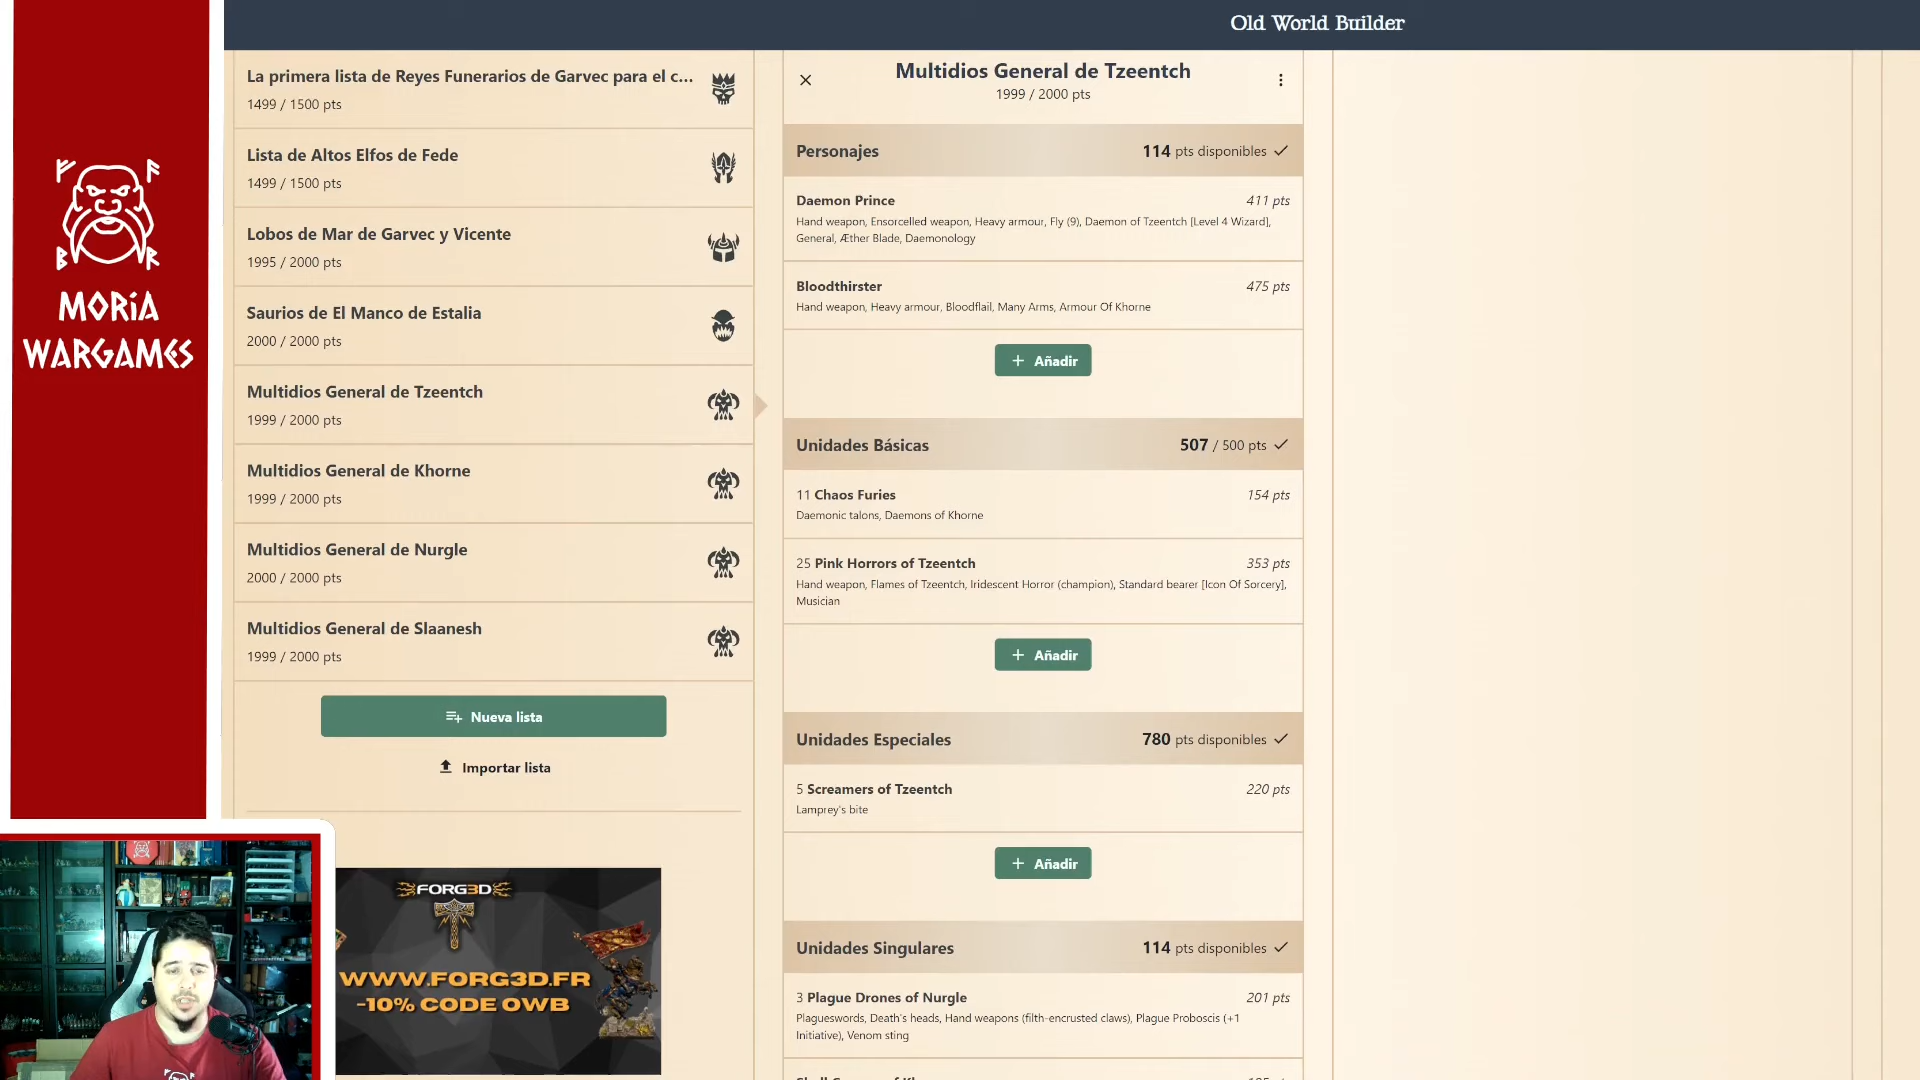 Old World Builder
MORiA
WARGAMES
La primera lista de Reyes Funerarios de Garvec para el c...
1499 / 1500 pts
Lista de Altos Elfos de Fede
1499 / 1500 pts
Lobos de Mar de Garvec y Vicente
1995 / 2000 pts
Saurios de El Manco de Estalia
2000 / 2000 pts
Multidios General de Tzeentch
1999 / 2000 pts
Multidios General de Khorne
1999 / 2000 pts
Multidios General de Nurgle
2000 / 2000 pts
Multidios General de Slaanesh
1999 / 2000 pts
Nueva lista
Importar lista
FORG3D
WWW.FORG3D.FR
-10% CODE OWB
Multidios General de Tzeentch
1999 / 2000 pts
Personajes 114 pts disponibles
Daemon Prince 411 pts
Hand weapon, Ensorcelled weapon, Heavy armour, Fly (9), Daemon of Tzeentch [Level 4 Wizard],
General, Æther Blade, Daemonology
Bloodthirster 475 pts
Hand weapon, Heavy armour, Bloodflail, Many Arms, Armour Of Khorne
+ Añadir
Unidades Básicas 507 / 500 pts
11 Chaos Furies 154 pts
Daemonic talons, Daemons of Khorne
25 Pink Horrors of Tzeentch 353 pts
Hand weapon, Flames of Tzeentch, Iridescent Horror (champion), Standard bearer [Icon Of Sorcery],
Musician
+ Añadir
Unidades Especiales 780 pts disponibles
5 Screamers of Tzeentch 220 pts
Lamprey's bite
+ Añadir
Unidades Singulares 114 pts disponibles
3 Plague Drones of Nurgle 201 pts
Plagueswords, Death's heads, Hand weapons (filth-encrusted claws), Plague Proboscis (+1
Initiative), Venom sting